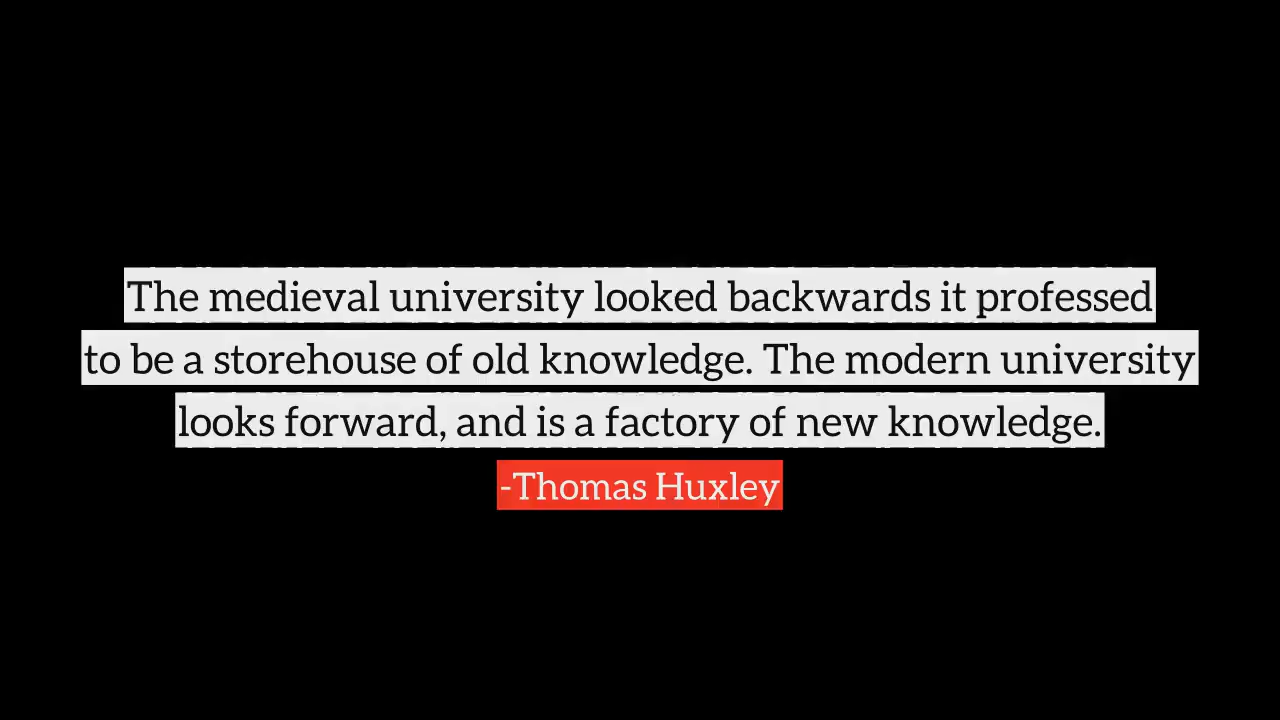 The medieval university looked backwards it professed
to be a storehouse of old knowledge. The modern university
looks forward, and is a factory of new knowledge.
-Thomas Huxley